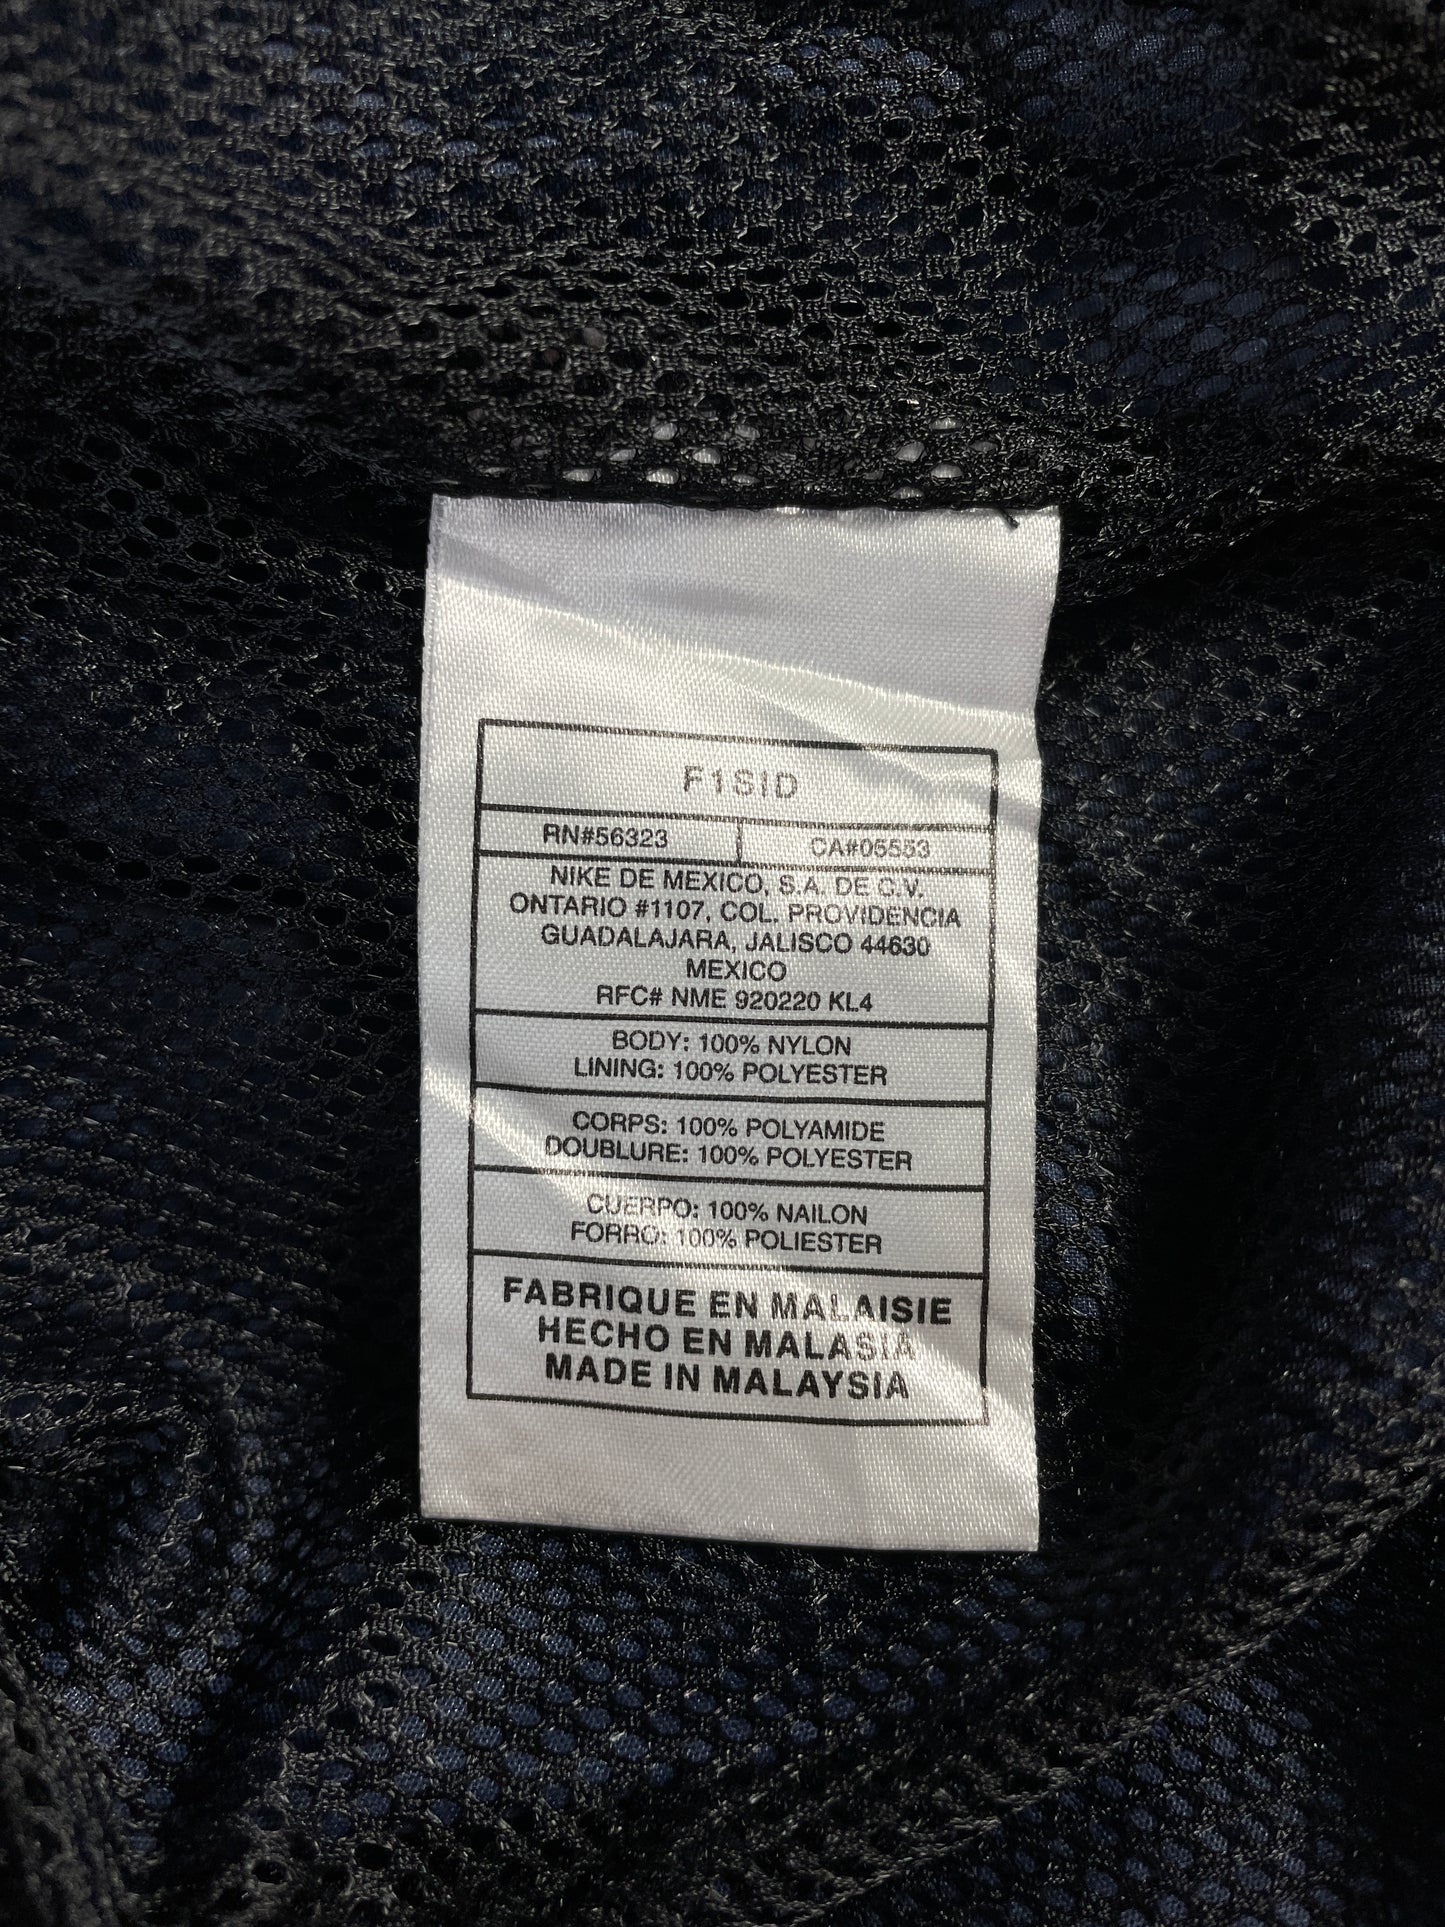 F1SID
RN#56323 CA#05553
NIKE DE MEXICO, S.A. DE C.V.
ONTARIO #1107, COL. PROVIDENCIA
GUADALAJARA, JALISCO 44630
MEXICO
RFC# NME 920220 KL4
BODY: 100% NYLON
LINING: 100% POLYESTER
CORPS: 100% POLYAMIDE
DOUBLURE: 100% POLYESTER
CUERPO: 100% NAILON
FORRO: 100% POLIESTER
FABRIQUE EN MALAISIE
HECHO EN MALASIA
MADE IN MALAYSIA